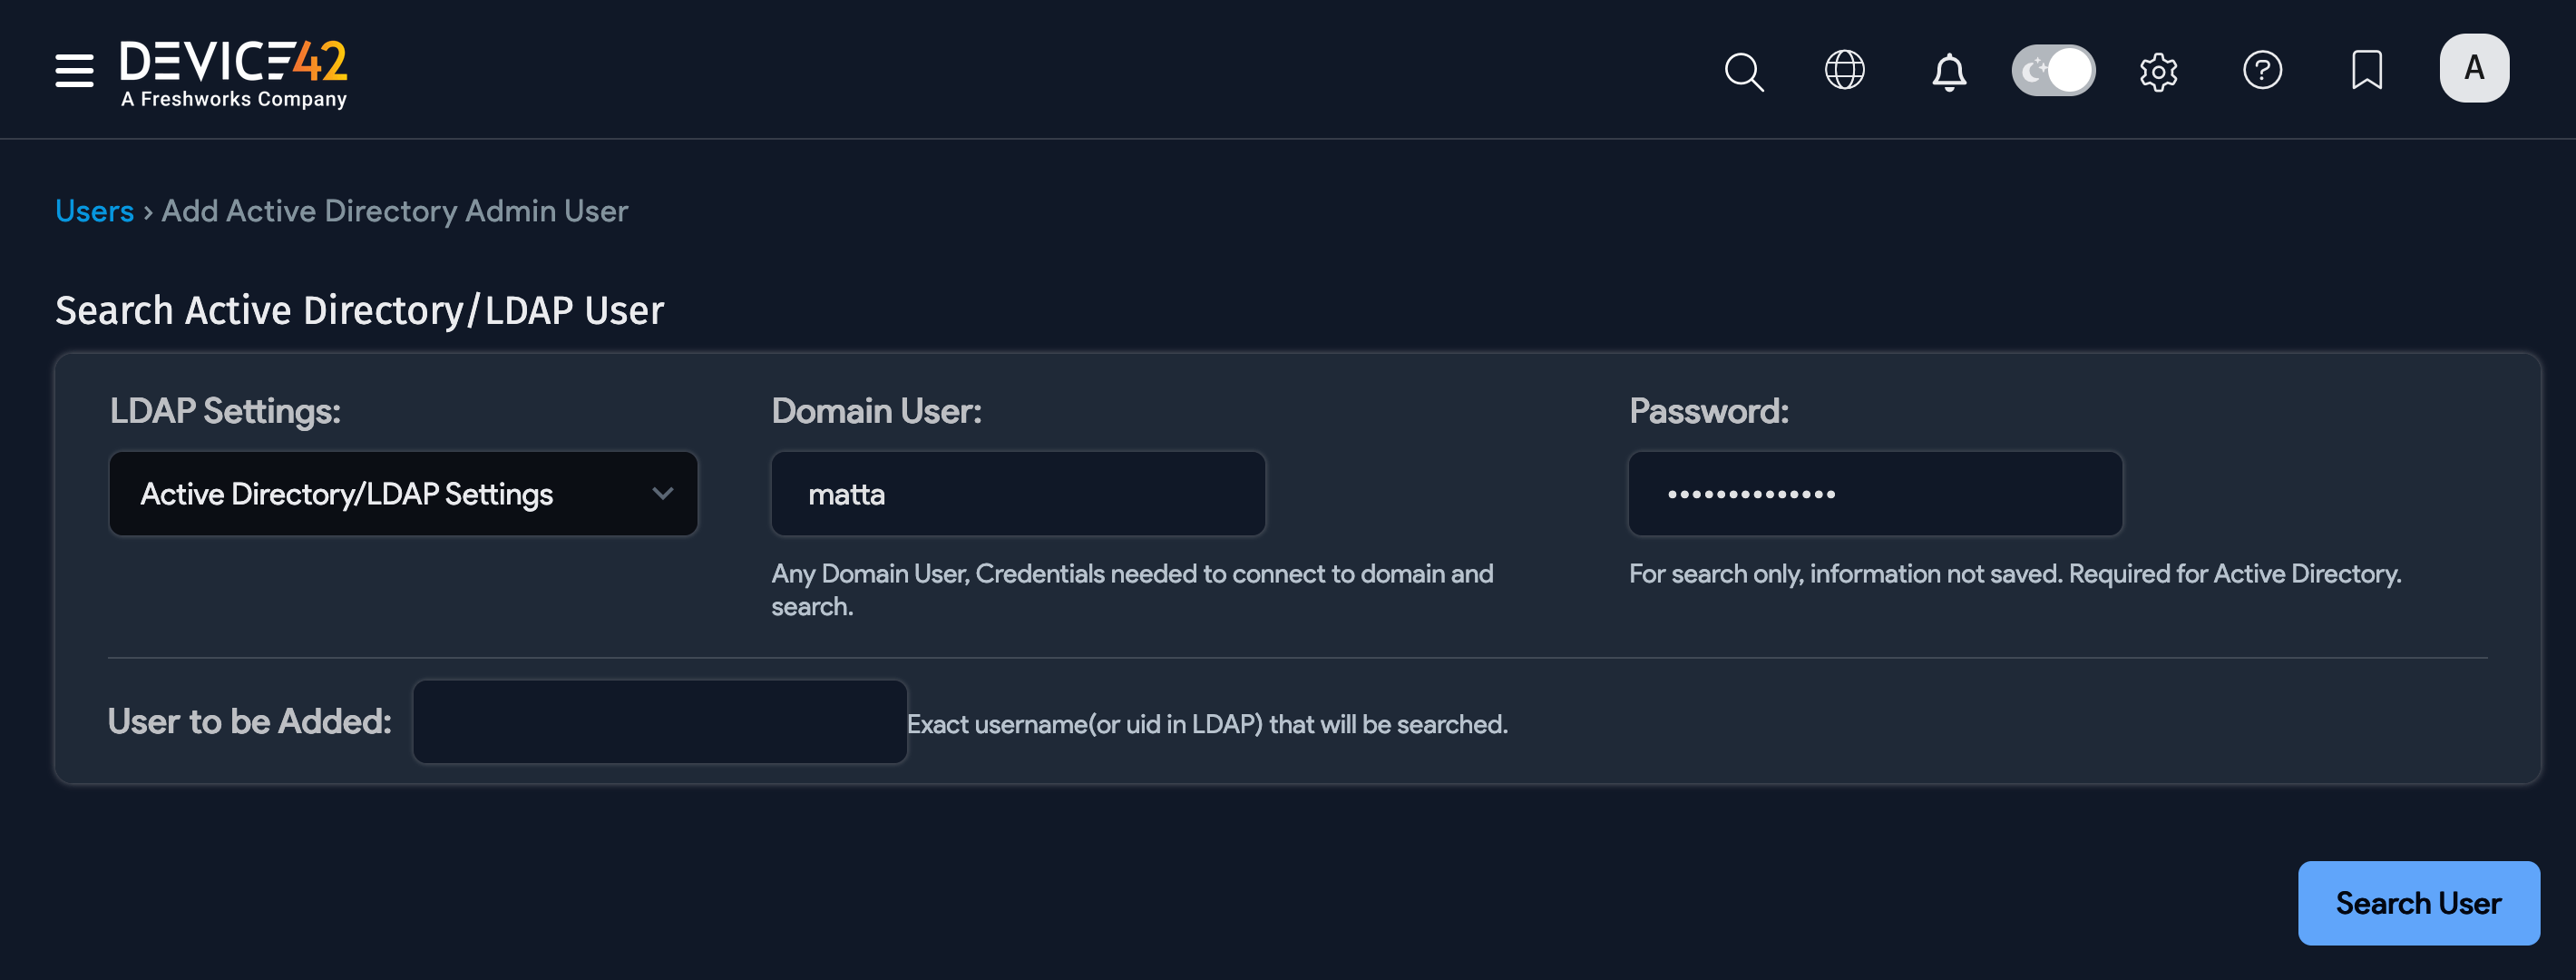 DEVICE42
A Freshworks Company
A
Users › Add Active Directory Admin User
Search Active Directory/LDAP User
LDAP Settings:
Domain User:
Password:
Active Directory/LDAP Settings
matta
••••••••••••••
Any Domain User, Credentials needed to connect to domain and
search.
For search only, information not saved. Required for Active Directory.
User to be Added:
Exact username(or uid in LDAP) that will be searched.
Search User